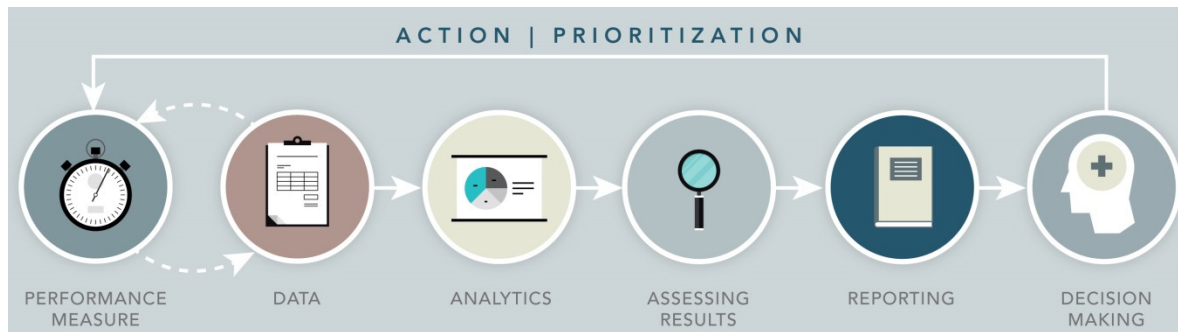 ACTION | PRIORITIZATION
PERFORMANCE
MEASURE
DATA
ANALYTICS
ASSESSING
RESULTS
REPORTING
DECISION
MAKING